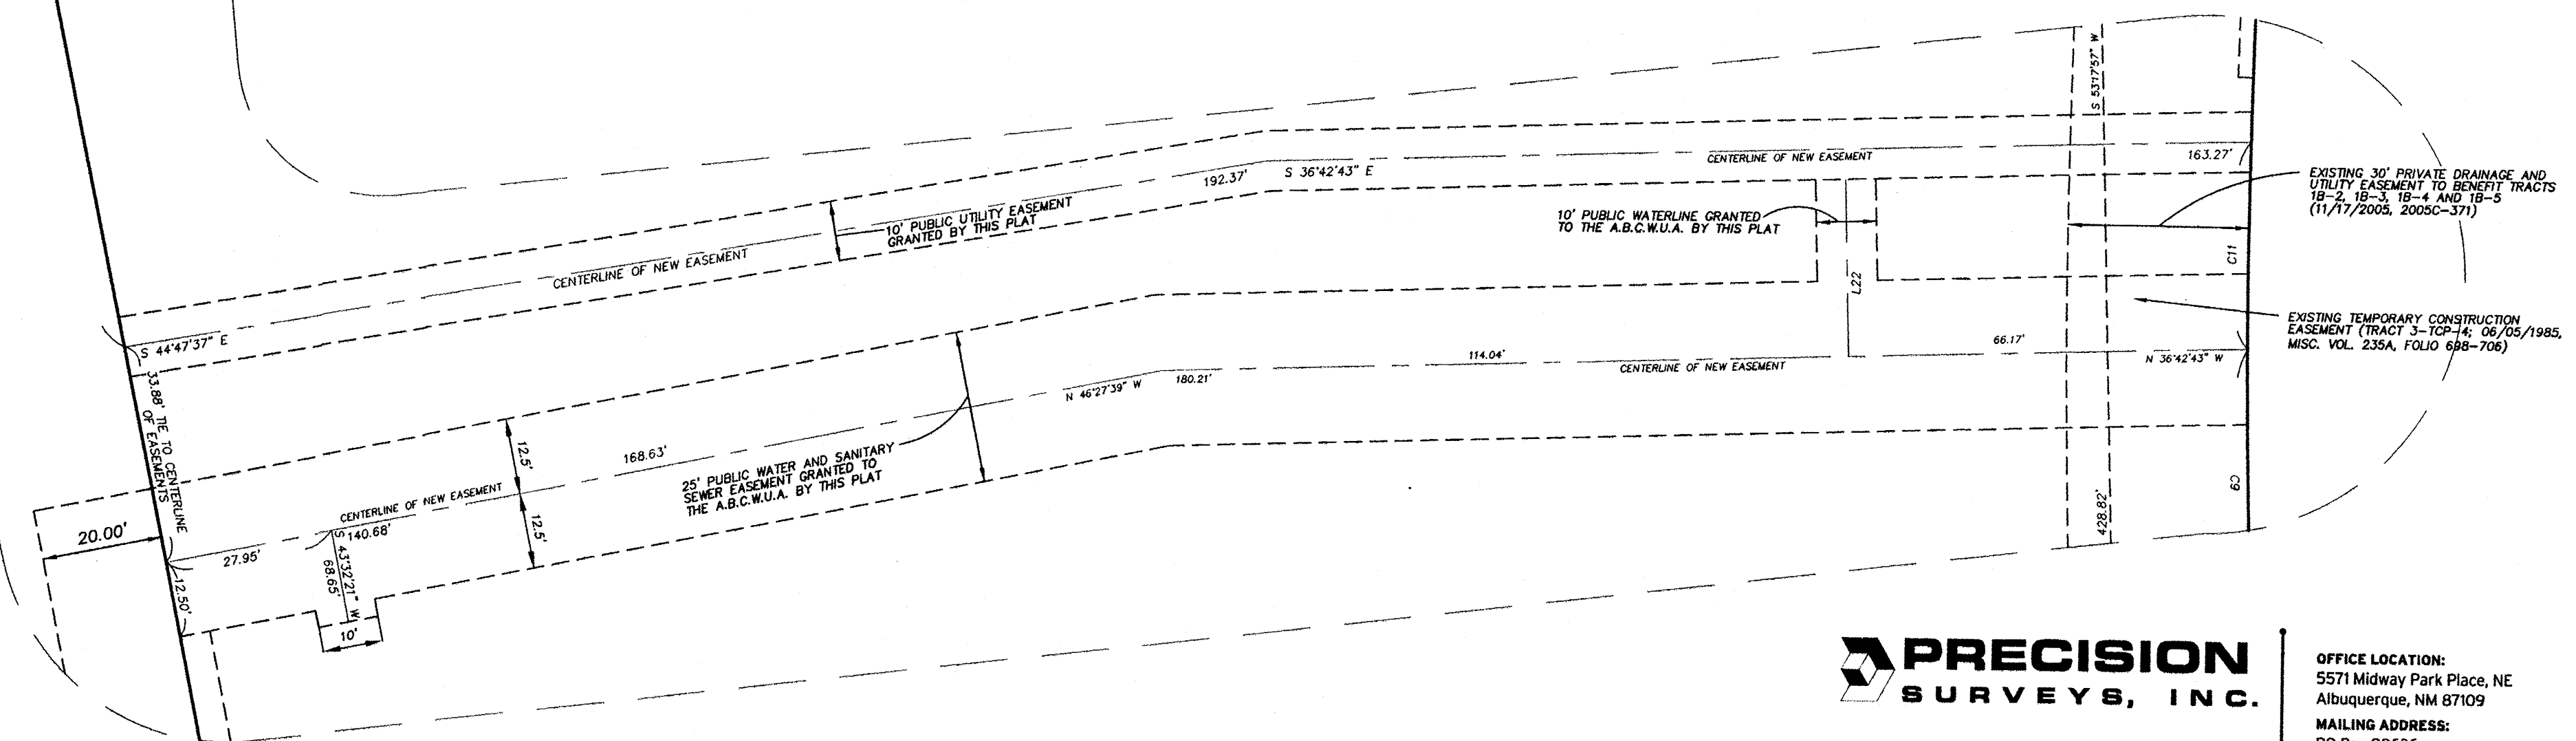 S 53°17'57" W
CENTERLINE OF NEW EASEMENT
163.27'
192.37'
S 36°42'43" E
EXISTING 30' PRIVATE DRAINAGE AND
UTILITY EASEMENT TO BENEFIT TRACTS
1B-2, 1B-3, 1B-4 AND 1B-5
(11/17/2005, 2005C-371)
10' PUBLIC UTILITY EASEMENT
GRANTED BY THIS PLAT
10' PUBLIC WATERLINE GRANTED
TO THE A.B.C.W.U.A. BY THIS PLAT
CENTERLINE OF NEW EASEMENT
C11
L22
S 44°47'37" E
EXISTING TEMPORARY CONSTRUCTION
EASEMENT (TRACT 3-TCP-4; 06/05/1985,
MISC. VOL. 235A, FOLIO 698-706)
33.88' TIE TO CENTERLINE
OF EASEMENTS
66.17'
114.04'
N 36°42'43" W
CENTERLINE OF NEW EASEMENT
N 46°27'39" W
180.21'
12.5'
168.63'
25' PUBLIC WATER AND SANITARY
SEWER EASEMENT GRANTED TO
THE A.B.C.W.U.A. BY THIS PLAT
C9
428.82'
CENTERLINE OF NEW EASEMENT
12.5'
20.00'
27.95'
140.68'
S 43°32'21" W
68.65'
12.50'
10'
PRECISION
SURVEYS, INC.
OFFICE LOCATION:
5571 Midway Park Place, NE
Albuquerque, NM 87109
MAILING ADDRESS: